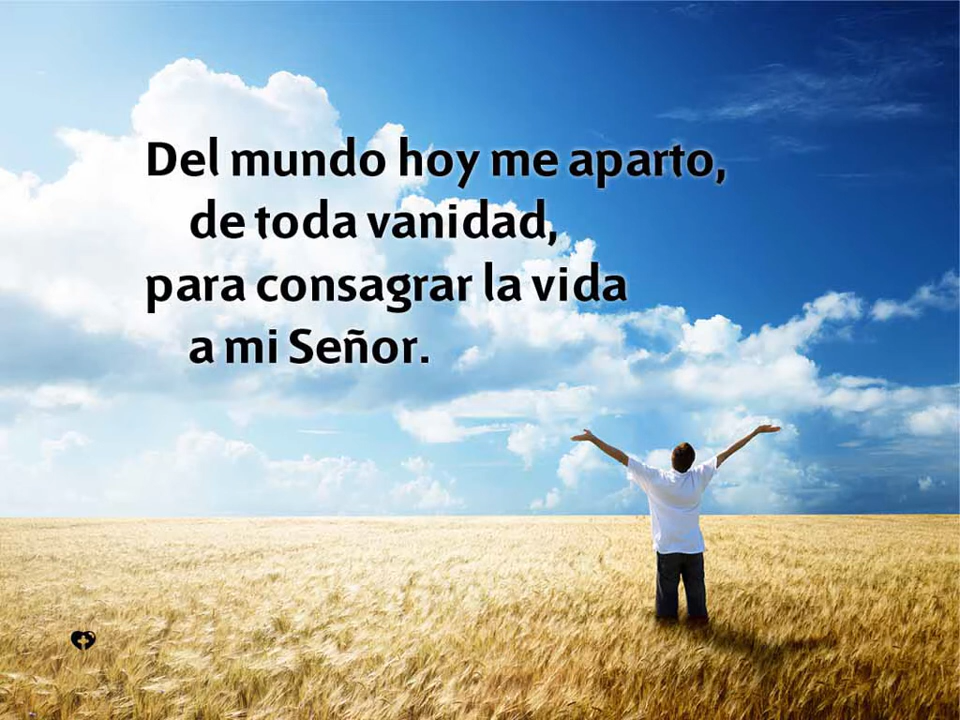 Del mundo hoy me aparto,
de toda vanidad,
para consagrar la vida
a mi Señor.